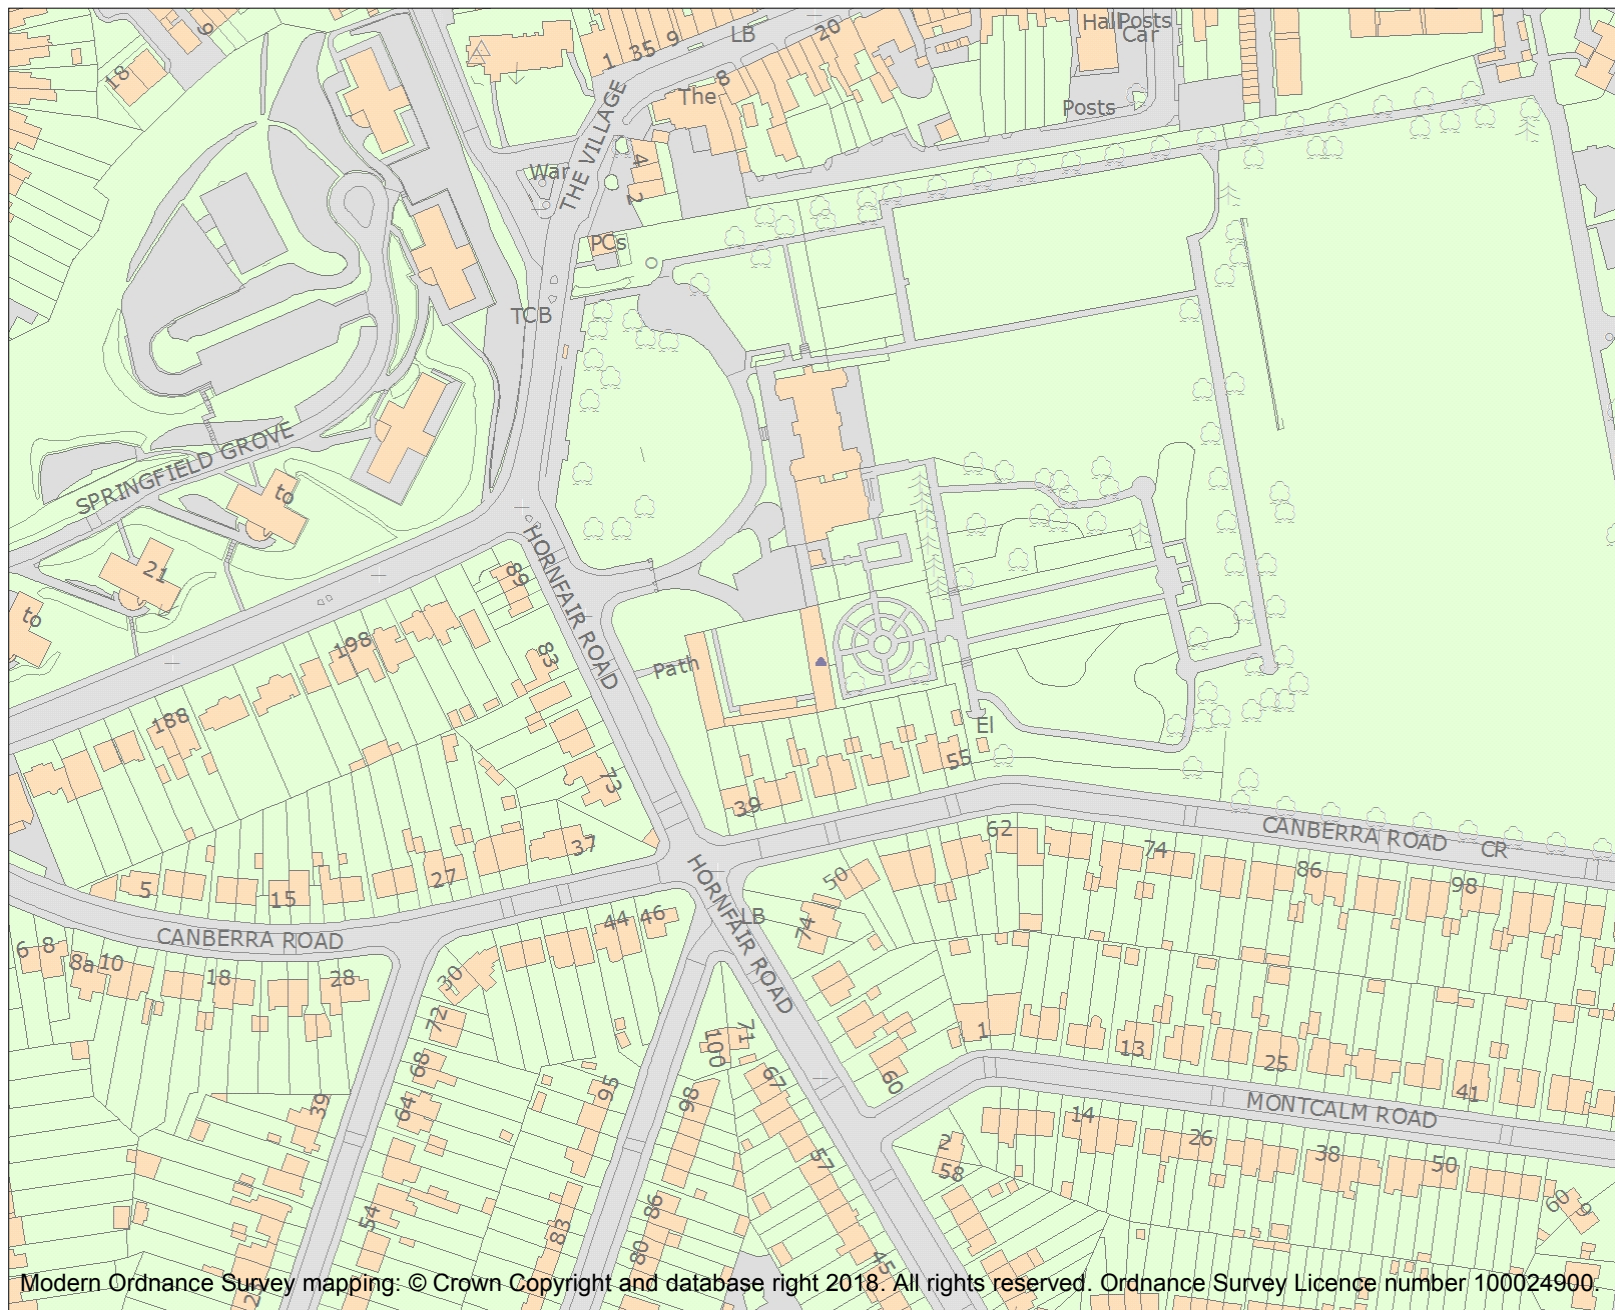 9
1 35 9
LB
20
Hall
Posts
Car
18
The
8
Posts
THE VILLAGE
War
4
2
PCs
TCB
SPRINGFIELD GROVE
to
21
to
HORNFAIR ROAD
89
198
83
Path
188
El
73
55
39
62
CANBERRA ROAD
CR
37
74
86
98
5
15
27
50
HORNFAIR ROAD
LB
74
44 46
CANBERRA ROAD
6 8
8a 10
18
28
30
72
71
100
1
13
25
41
68
67
60
98
95
39
64
MONTCALM ROAD
14
26
38
50
2
58
57
86
54
83
80
45
60
9
Modern Ordnance Survey mapping: © Crown Copyright and database right 2018. All rights reserved. Ordnance Survey Licence number 100024900.